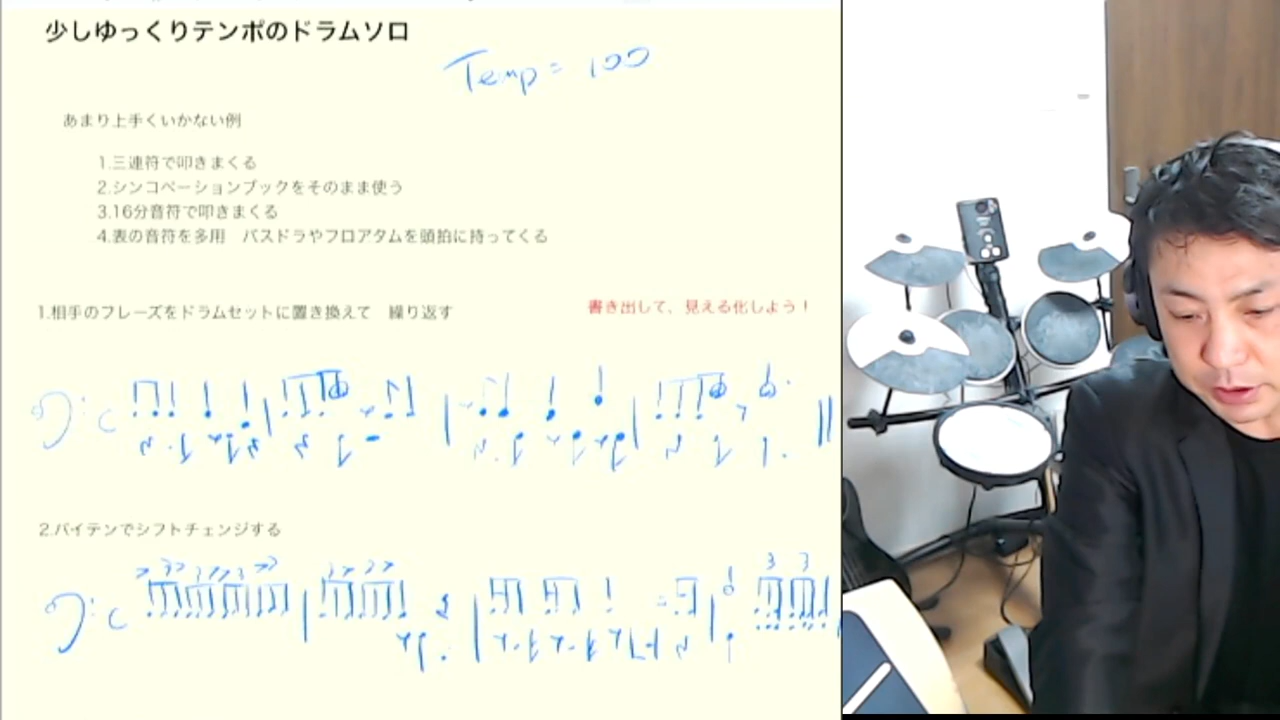 少しゆっくりテンポのドラムソロ
Temp = 100
あまり上手くいかない例
1.三連符で叩きまくる
2.シンコペーションブックをそのまま使う
3.16分音符で叩きまくる
4.表の音符を多用　バスドラやフロアタムを頭拍に持ってくる
1.相手のフレーズをドラムセットに置き換えて　繰り返す
書き出して、見える化しよう！
2.バイテンでシフトチェンジする
3 3